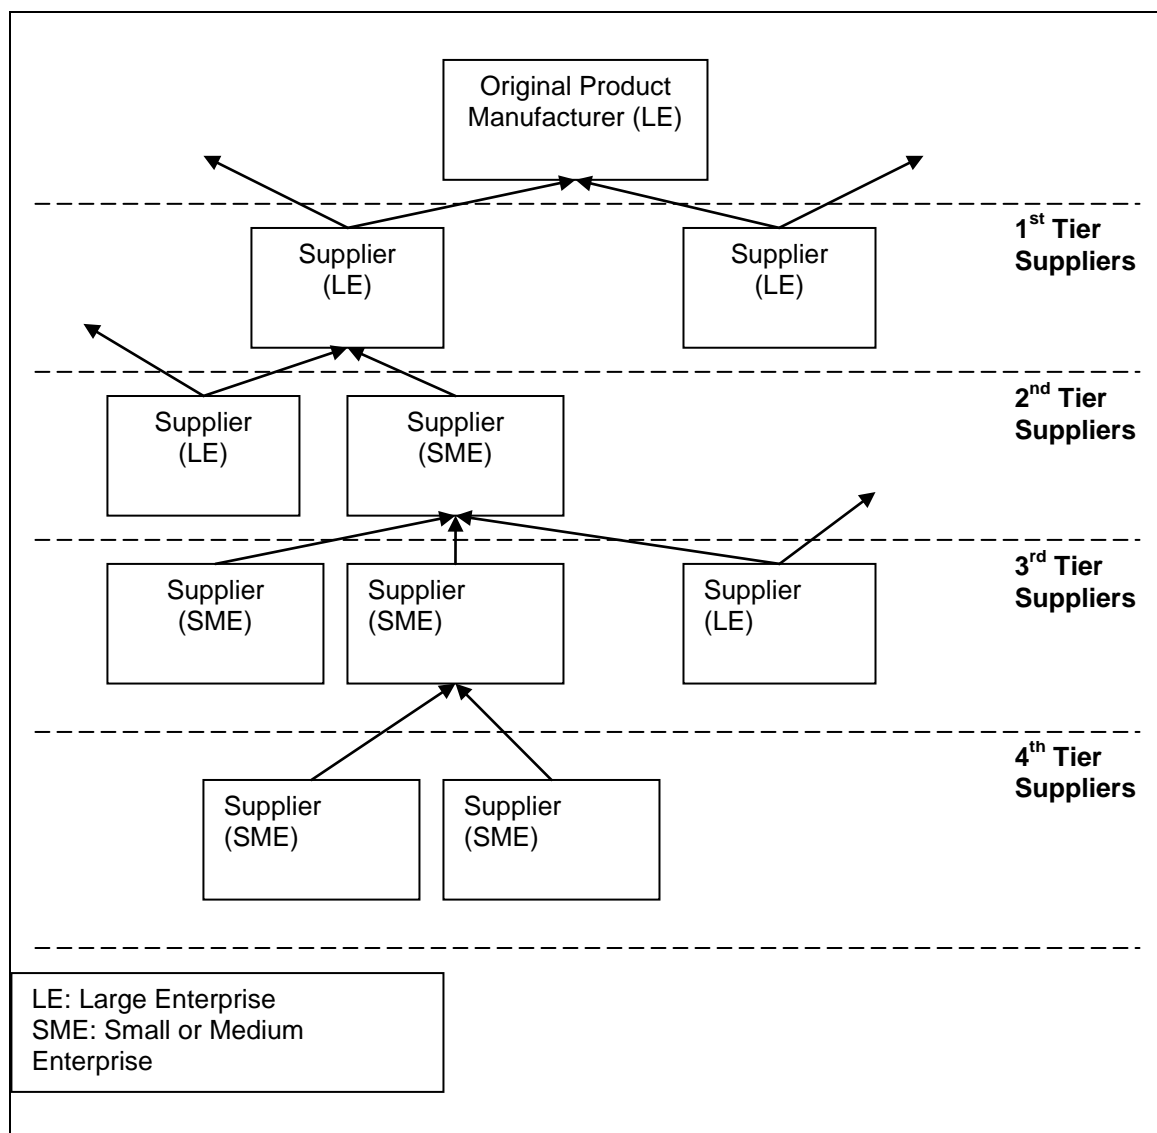 Original Product
Manufacturer (LE)
1st Tier
Suppliers
Supplier
(LE)
Supplier
(LE)
2nd Tier
Suppliers
Supplier
(LE)
Supplier
(SME)
3rd Tier
Suppliers
Supplier
(SME)
Supplier
(SME)
Supplier
(LE)
4th Tier
Suppliers
Supplier
(SME)
Supplier
(SME)
LE: Large Enterprise
SME: Small or Medium
Enterprise